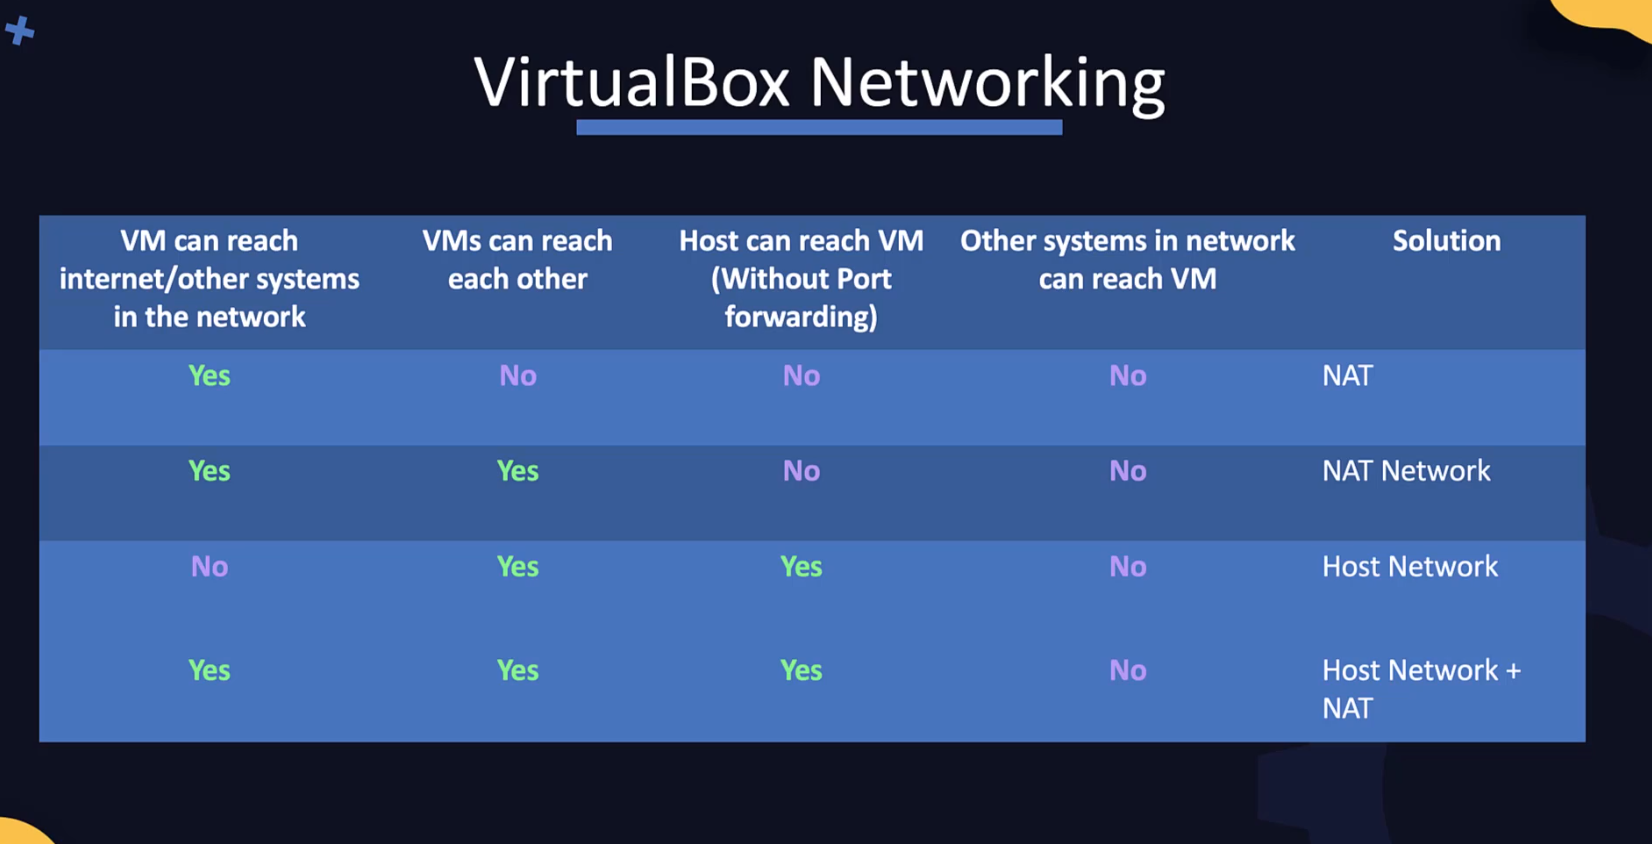 VirtualBox Networking
VM can reach
internet/other systems
in the network
VMs can reach
each other
Host can reach VM
(Without Port
forwarding)
Other systems in network
can reach VM
Solution
Yes No No No NAT
Yes Yes No No NAT Network
No Yes Yes No Host Network
Yes Yes Yes No Host Network +
NAT